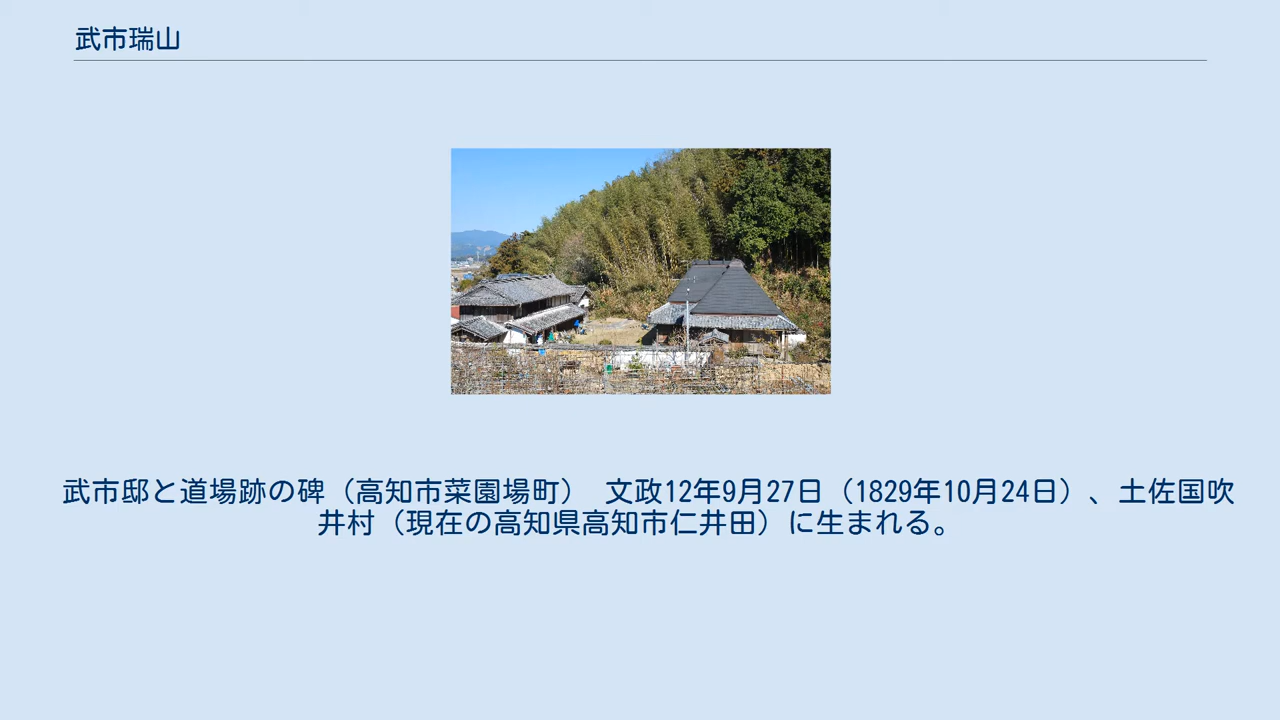 武市瑞山
武市邸と道場跡の碑（高知市菜園場町）　文政12年9月27日（1829年10月24日）、土佐国吹
井村（現在の高知県高知市仁井田）に生まれる。